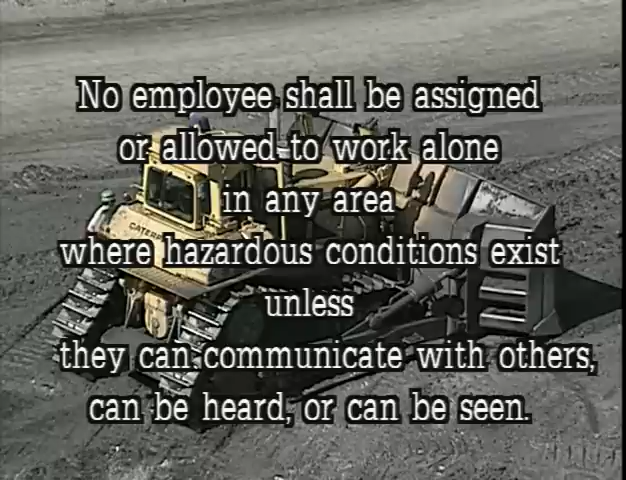 No employee shall be assigned
or allowed to work alone
in any area
where hazardous conditions exist
unless
they can communicate with others,
can be heard, or can be seen.